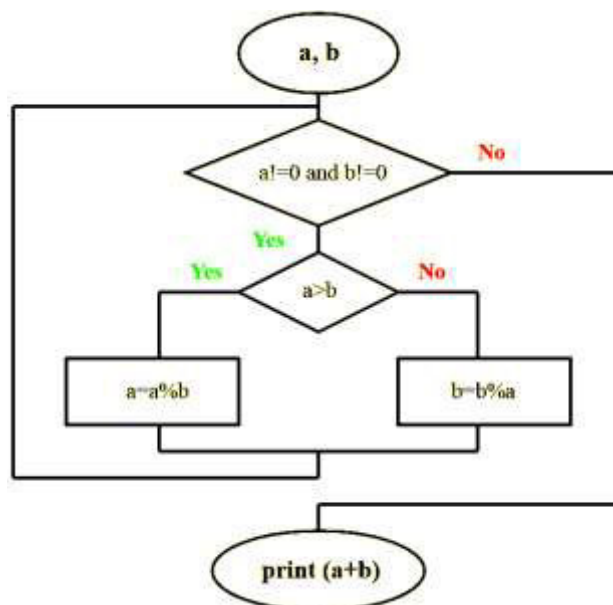 a, b
a!=0 and b!=0
No
Yes
Yes
a>b
No
a=a%b
b=b%a
print (a+b)